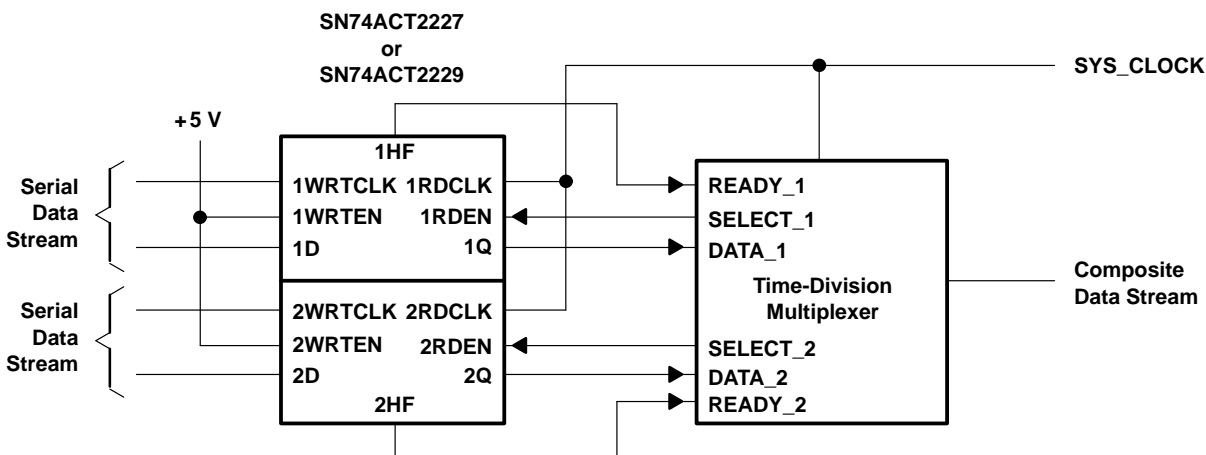 SN74ACT2227
or
SN74ACT2229
SYS_CLOCK
+5 V
1HF
Serial
Data
Stream
1WRTCLK 1RDCLK
1WRTEN 1RDEN
1D 1Q
READY_1
SELECT_1
DATA_1
Time-Division
Multiplexer
Composite
Data Stream
Serial
Data
Stream
2WRTCLK 2RDCLK
2WRTEN 2RDEN
2D 2Q
2HF
SELECT_2
DATA_2
READY_2